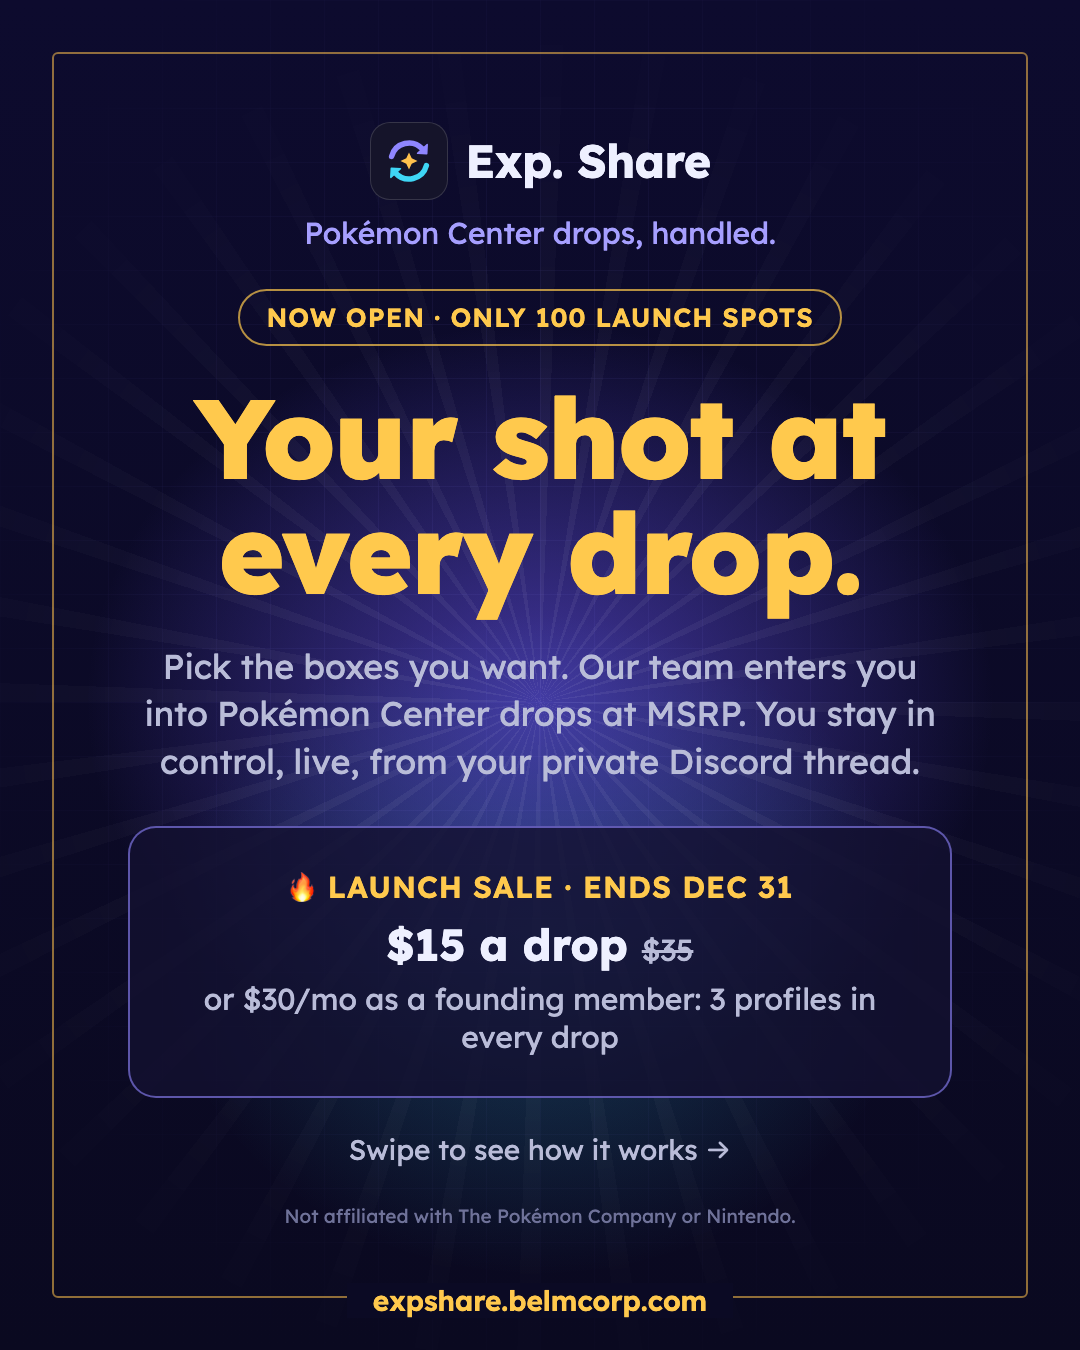 Exp. Share
Pokémon Center drops, handled.
NOW OPEN · ONLY 100 LAUNCH SPOTS
Your shot at
every drop.
Pick the boxes you want. Our team enters you
into Pokémon Center drops at MSRP. You stay in
control, live, from your private Discord thread.
🔥 LAUNCH SALE · ENDS DEC 31
$15 a drop $35
or $30/mo as a founding member: 3 profiles in
every drop
Swipe to see how it works →
Not affiliated with The Pokémon Company or Nintendo.
expshare.belmcorp.com